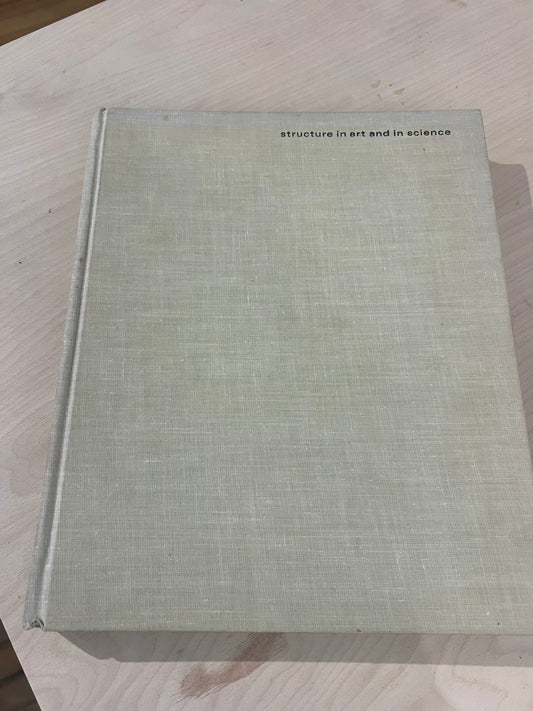 structure in art and in science